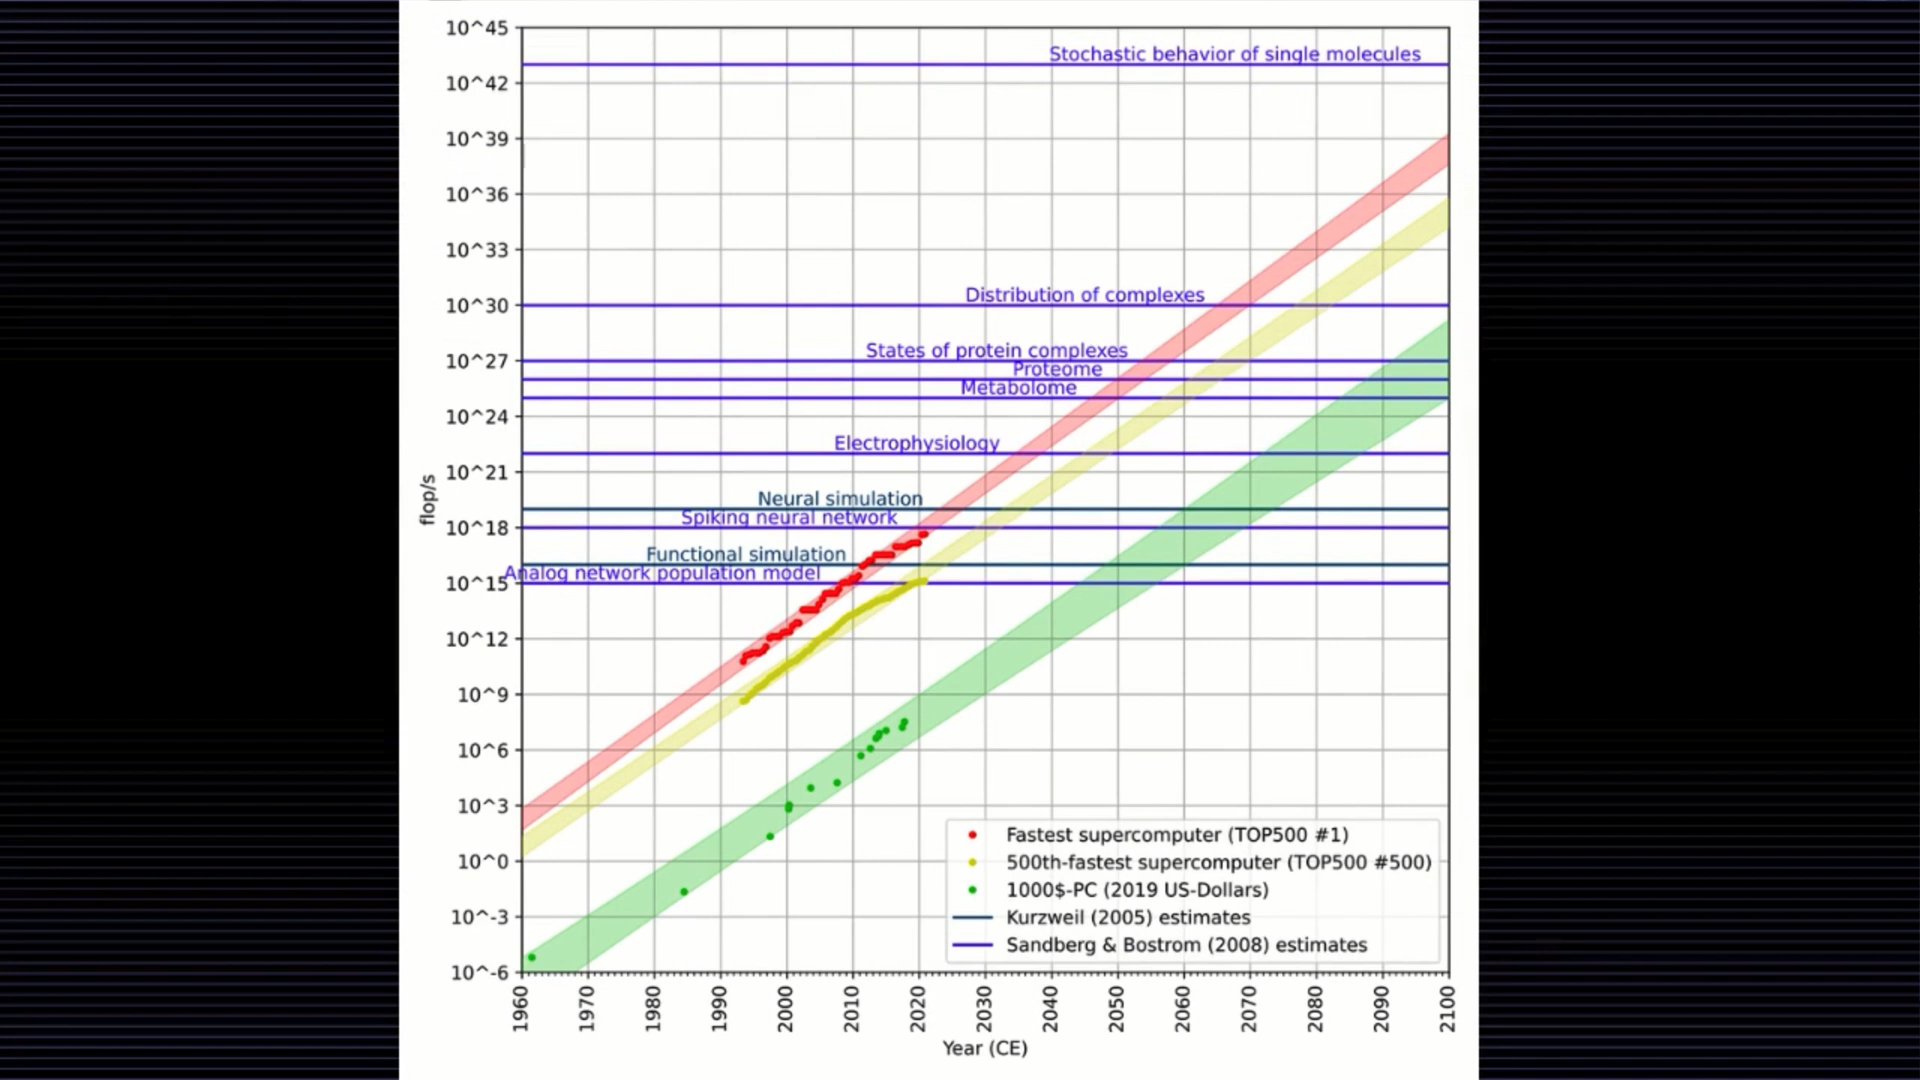 10^45
Stochastic behavior of single molecules
10^42
10^39
10^36
10^33
Distribution of complexes
10^30
States of protein complexes
10^27
Proteome
Metabolome
10^24
Electrophysiology
10^21
Neural simulation
Spiking neural network
10^18
Functional simulation
Analog network population model
10^15
10^12
10^9
10^6
10^3
10^0
10^-3
10^-6
flop/s
Fastest supercomputer (TOP500 #1)
500th-fastest supercomputer (TOP500 #500)
1000$-PC (2019 US-Dollars)
Kurzweil (2005) estimates
Sandberg & Bostrom (2008) estimates
1960
1970
1980
1990
2000
2010
2020
2030
2040
2050
2060
2070
2080
2090
2100
Year (CE)